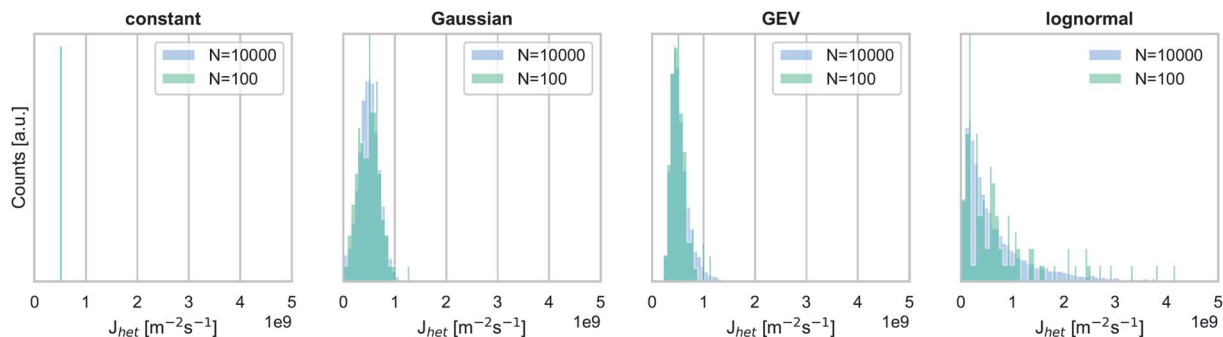 constant
Gaussian
GEV
lognormal
Counts [a.u.]
N=10000
N=100
N=10000
N=100
N=10000
N=100
N=10000
N=100
0 1 2 3 4 5
0 1 2 3 4 5
0 1 2 3 4 5
0 1 2 3 4 5
1e9
1e9
1e9
1e9
J_het [m⁻²s⁻¹]
J_het [m⁻²s⁻¹]
J_het [m⁻²s⁻¹]
J_het [m⁻²s⁻¹]